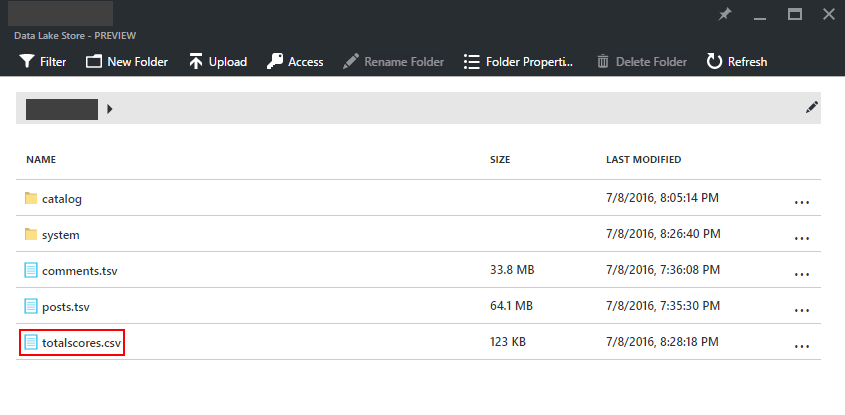 Data Lake Store - PREVIEW
Filter New Folder Upload Access Rename Folder Folder Properti... Delete Folder Refresh
NAME SIZE LAST MODIFIED
catalog 7/8/2016, 8:05:14 PM ...
system 7/8/2016, 8:26:40 PM ...
comments.tsv 33.8 MB 7/8/2016, 7:36:08 PM ...
posts.tsv 64.1 MB 7/8/2016, 7:35:30 PM ...
totalscores.csv 123 KB 7/8/2016, 8:28:18 PM ...